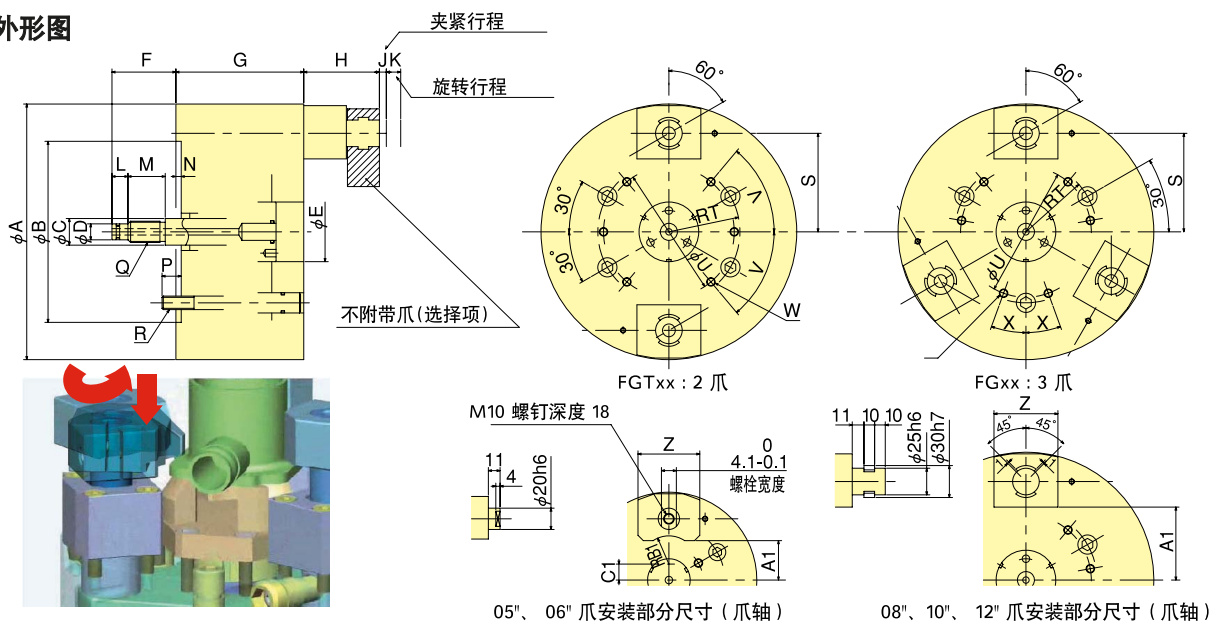 外形图
F
G
H
JK
夹紧行程
旋转行程
L
M
N
φA
φB
φC
φD
φE
Q
P
R
不附带爪(选择项)
60°
S
30°
30°
V
V
RT
φU
W
FGTxx : 2 爪
60°
S
30°
RT
φU
X
X
FGxx : 3 爪
M10 螺钉深度 18
11
4
φ20h6
Z
0
4.1-0.1
螺栓宽度
A1
RB1
C1
05"、 06" 爪安装部分尺寸 ( 爪轴 )
11
10
10
φ25h6
φ30h7
Z
45°
45°
A1
08"、10"、 12" 爪安装部分尺寸 ( 爪轴 )